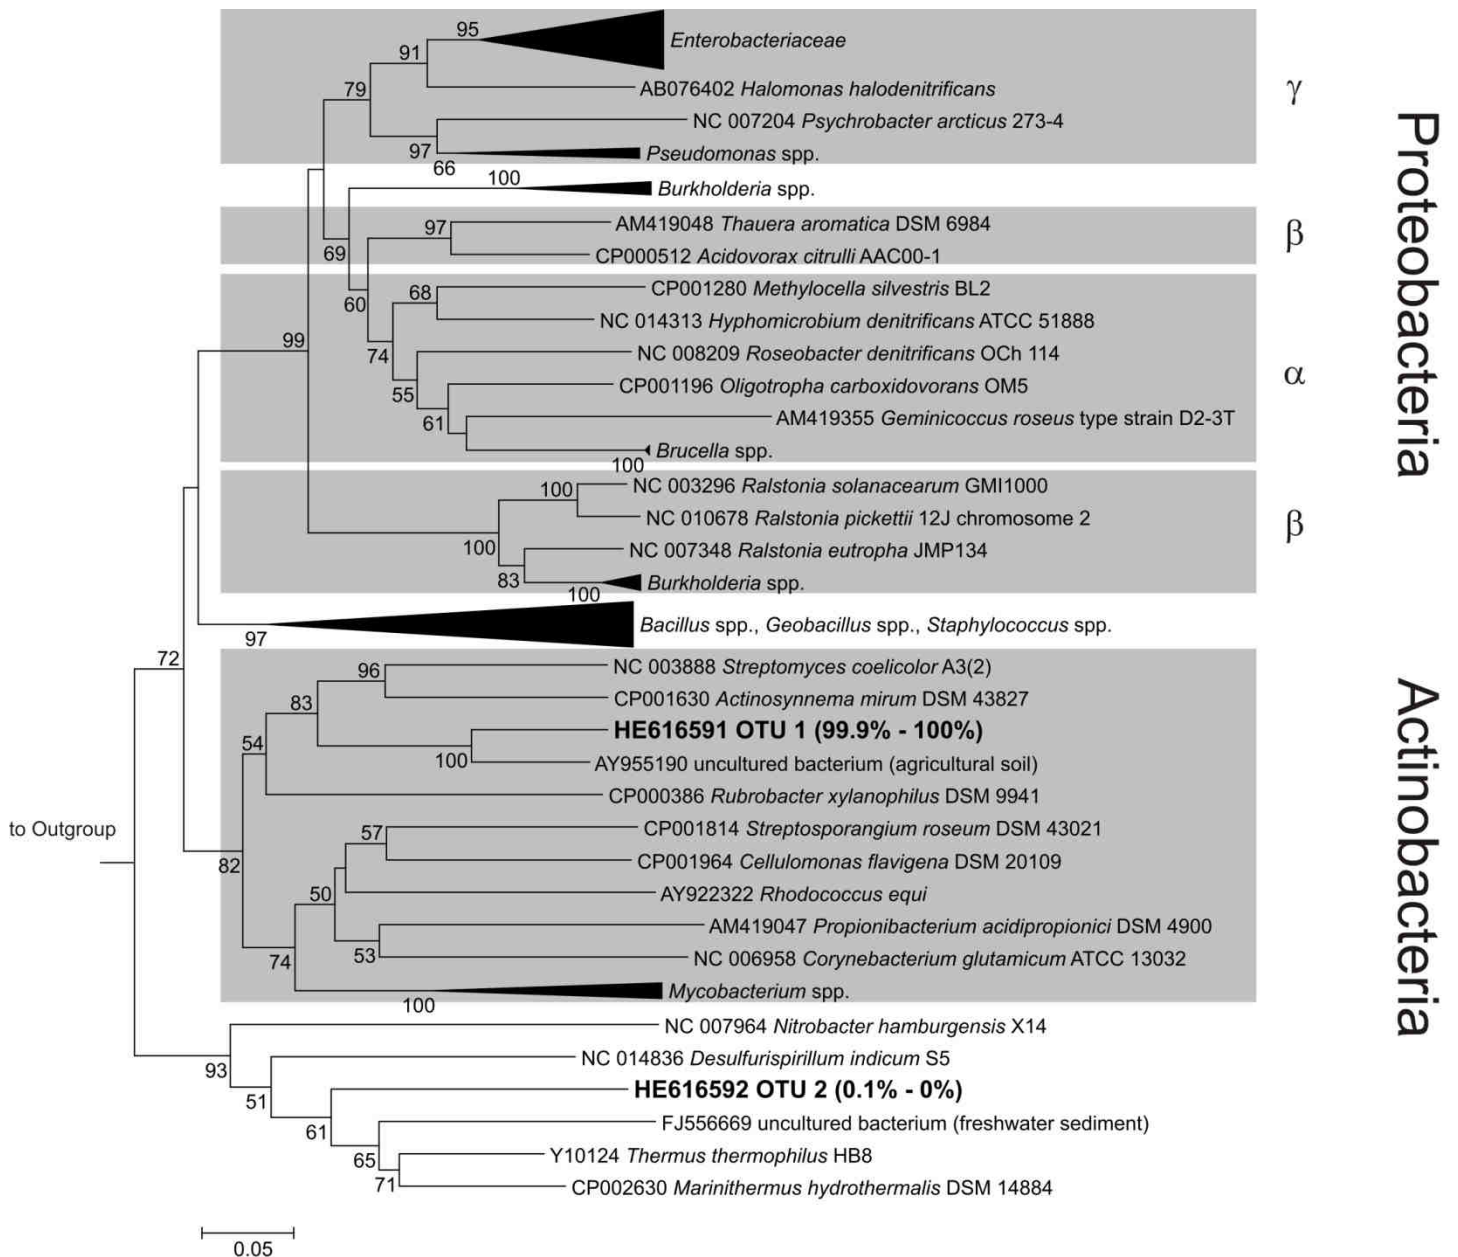 95
Enterobacteriaceae
91
79
AB076402 Halomonas halodenitrificans
γ
NC 007204 Psychrobacter arcticus 273-4
97
Pseudomonas spp.
66
100
Burkholderia spp.
97
AM419048 Thauera aromatica DSM 6984
β
69
CP000512 Acidovorax citrulli AAC00-1
68
CP001280 Methylocella silvestris BL2
60
NC 014313 Hyphomicrobium denitrificans ATCC 51888
99
74
NC 008209 Roseobacter denitrificans OCh 114
α
55
CP001196 Oligotropha carboxidovorans OM5
61
AM419355 Geminicoccus roseus type strain D2-3T
Brucella spp.
100
100
NC 003296 Ralstonia solanacearum GMI1000
NC 010678 Ralstonia pickettii 12J chromosome 2
β
100
NC 007348 Ralstonia eutropha JMP134
83
Burkholderia spp.
100
Proteobacteria
Bacillus spp., Geobacillus spp., Staphylococcus spp.
97
72
96
NC 003888 Streptomyces coelicolor A3(2)
83
CP001630 Actinosynnema mirum DSM 43827
HE616591 OTU 1 (99.9% - 100%)
54
100
AY955190 uncultured bacterium (agricultural soil)
CP000386 Rubrobacter xylanophilus DSM 9941
to Outgroup
57
CP001814 Streptosporangium roseum DSM 43021
82
CP001964 Cellulomonas flavigena DSM 20109
50
AY922322 Rhodococcus equi
AM419047 Propionibacterium acidipropionici DSM 4900
53
NC 006958 Corynebacterium glutamicum ATCC 13032
74
Mycobacterium spp.
100
Actinobacteria
NC 007964 Nitrobacter hamburgensis X14
93
NC 014836 Desulfurispirillum indicum S5
51
HE616592 OTU 2 (0.1% - 0%)
61
FJ556669 uncultured bacterium (freshwater sediment)
65
Y10124 Thermus thermophilus HB8
71
CP002630 Marinithermus hydrothermalis DSM 14884
0.05